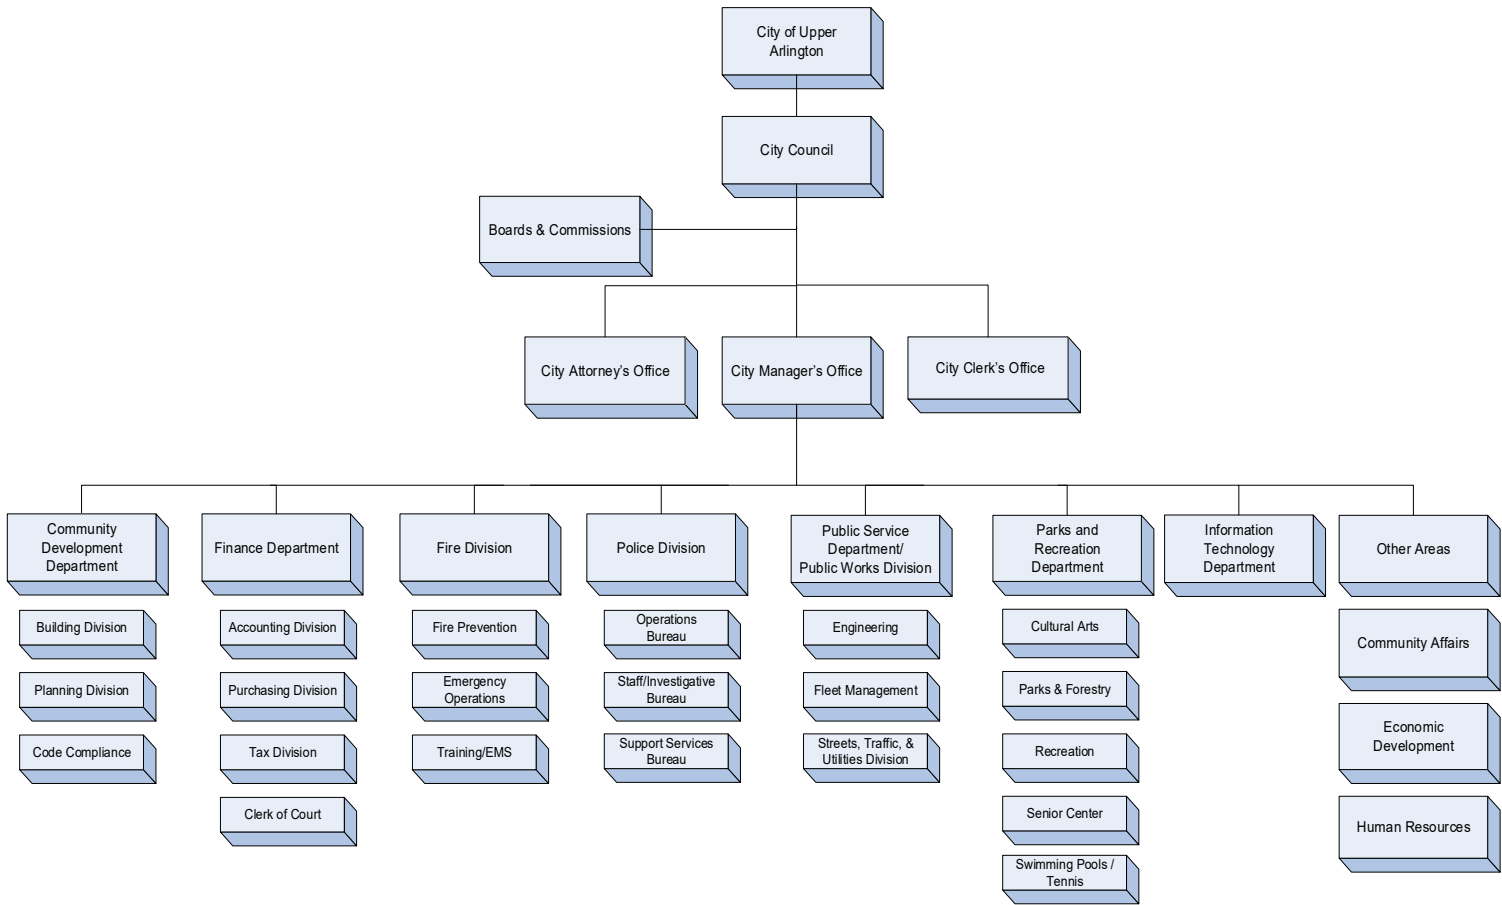 City of Upper
Arlington
City Council
Boards & Commissions
City Attorney’s Office
City Manager’s Office
City Clerk’s Office
Community
Development
Department
Building Division
Planning Division
Code Compliance
Finance Department
Accounting Division
Purchasing Division
Tax Division
Clerk of Court
Fire Division
Fire Prevention
Emergency
Operations
Training/EMS
Police Division
Operations
Bureau
Staff/Investigative
Bureau
Support Services
Bureau
Public Service
Department/
Public Works Division
Engineering
Fleet Management
Streets, Traffic, &
Utilities Division
Parks and
Recreation
Department
Cultural Arts
Parks & Forestry
Recreation
Senior Center
Swimming Pools /
Tennis
Information
Technology
Department
Other Areas
Community Affairs
Economic
Development
Human Resources